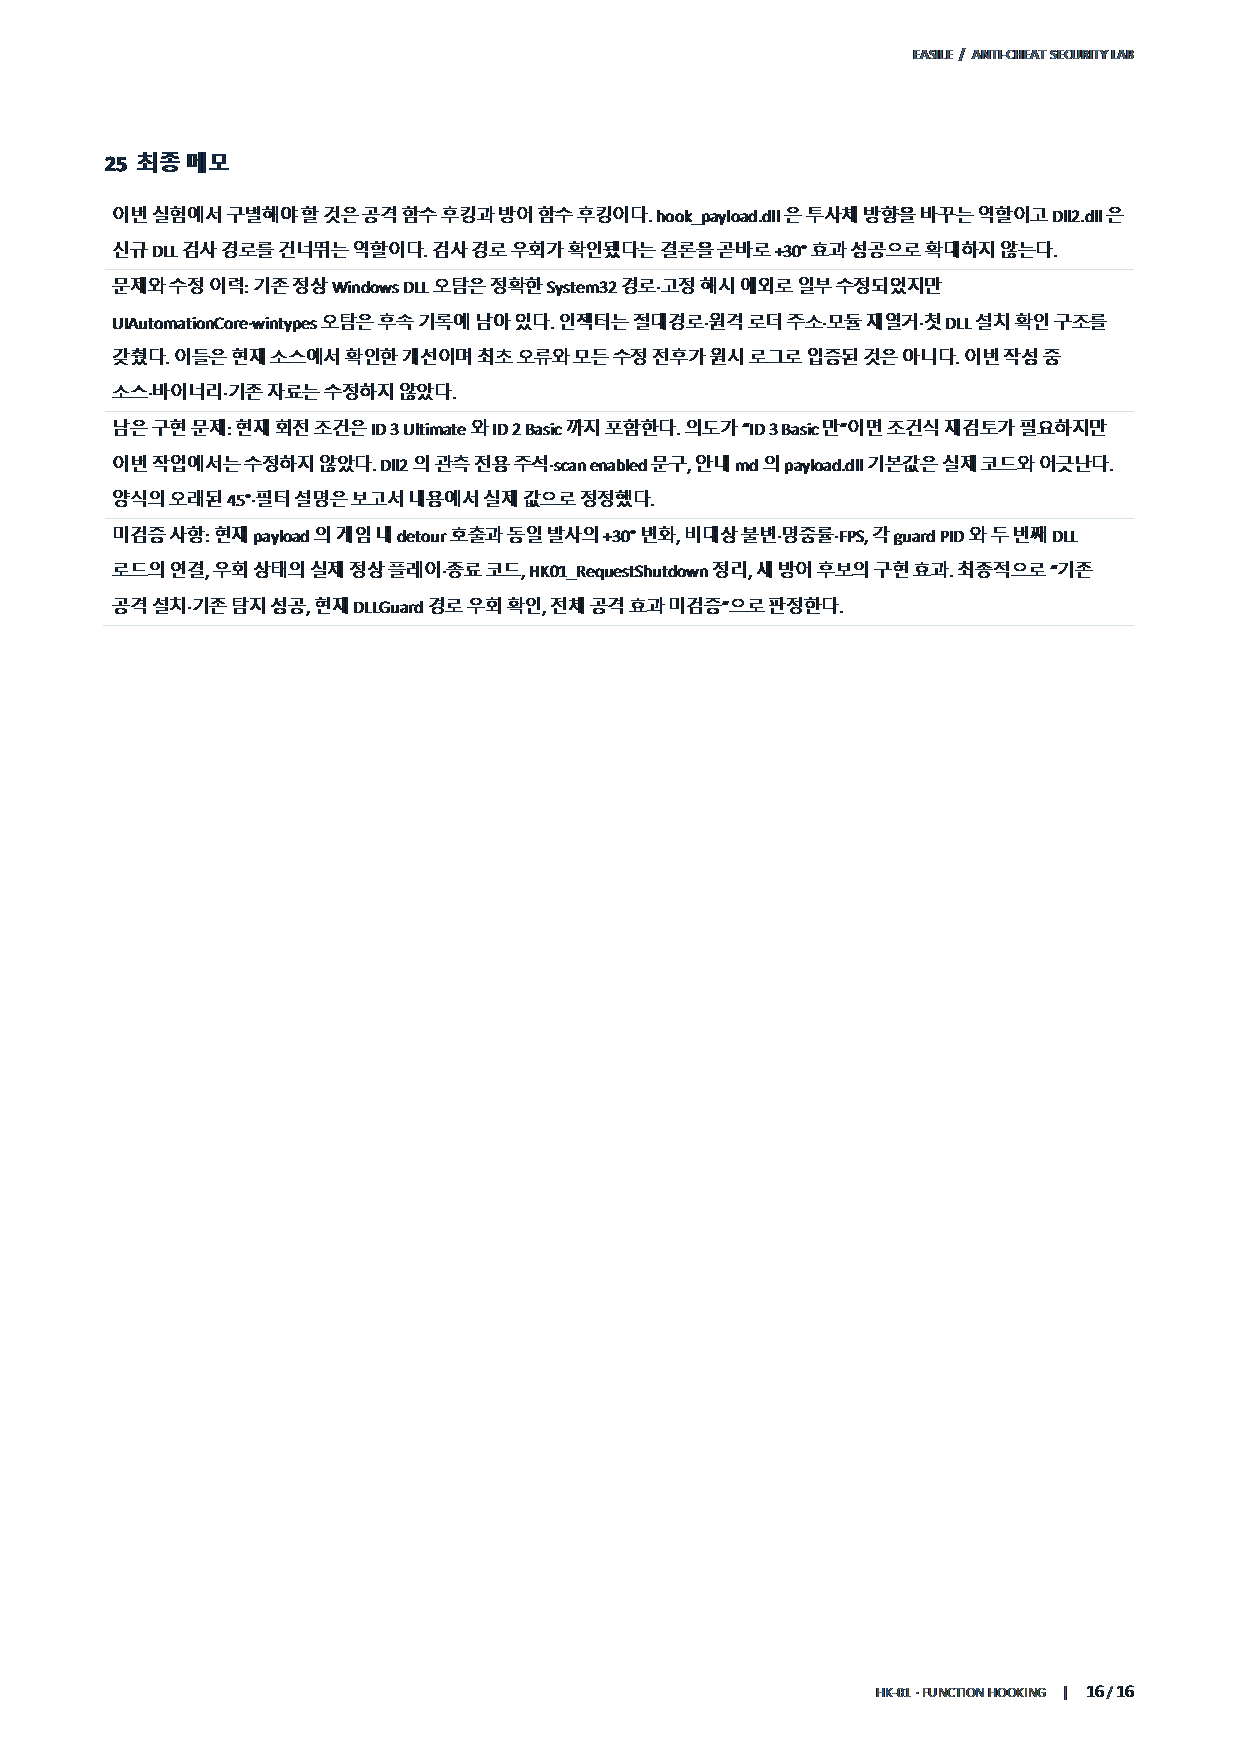 EASILE / ANTI-CHEAT SECURITY LAB
25 최종 메모
이번 실험에서 구별해야 할 것은 공격 함수 후킹과 방어 함수 후킹이다. hook_payload.dll 은 투사체 방향을 바꾸는 역할이고 Dll2.dll 은
신규 DLL 검사 경로를 건너뛰는 역할이다. 검사 경로 우회가 확인됐다는 결론을 곧바로 +30° 효과 성공으로 확대하지 않는다.
문제와 수정 이력: 기존 정상 Windows DLL 오탐은 정확한 System32 경로·고정 해시 예외로 일부 수정되었지만
UIAutomationCore·wintypes 오탐은 후속 기록에 남아 있다. 인젝터는 절대경로·원격 로더 주소·모듈 재열거·첫 DLL 설치 확인 구조를
갖췄다. 이들은 현재 소스에서 확인한 개선이며 최초 오류와 모든 수정 전후가 원시 로그로 입증된 것은 아니다. 이번 작성 중
소스·바이너리·기존 자료는 수정하지 않았다.
남은 구현 문제: 현재 회전 조건은 ID 3 Ultimate 와 ID 2 Basic 까지 포함한다. 의도가 “ID 3 Basic 만”이면 조건식 재검토가 필요하지만
이번 작업에서는 수정하지 않았다. Dll2 의 관측 전용 주석·scan enabled 문구, 안내 md 의 payload.dll 기본값은 실제 코드와 어긋난다.
양식의 오래된 45°·필터 설명은 보고서 내용에서 실제 값으로 정정했다.
미검증 사항: 현재 payload 의 게임 내 detour 호출과 동일 발사의 +30° 변화, 비대상 불변·명중률·FPS, 각 guard PID 와 두 번째 DLL
로드의 연결, 우회 상태의 실제 정상 플레이·종료 코드, HK01_RequestShutdown 정리, 새 방어 후보의 구현 효과. 최종적으로 “기존
공격 설치·기존 탐지 성공, 현재 DLLGuard 경로 우회 확인, 전체 공격 효과 미검증”으로 판정한다.
HK-01 · FUNCTION HOOKING | 16 / 16